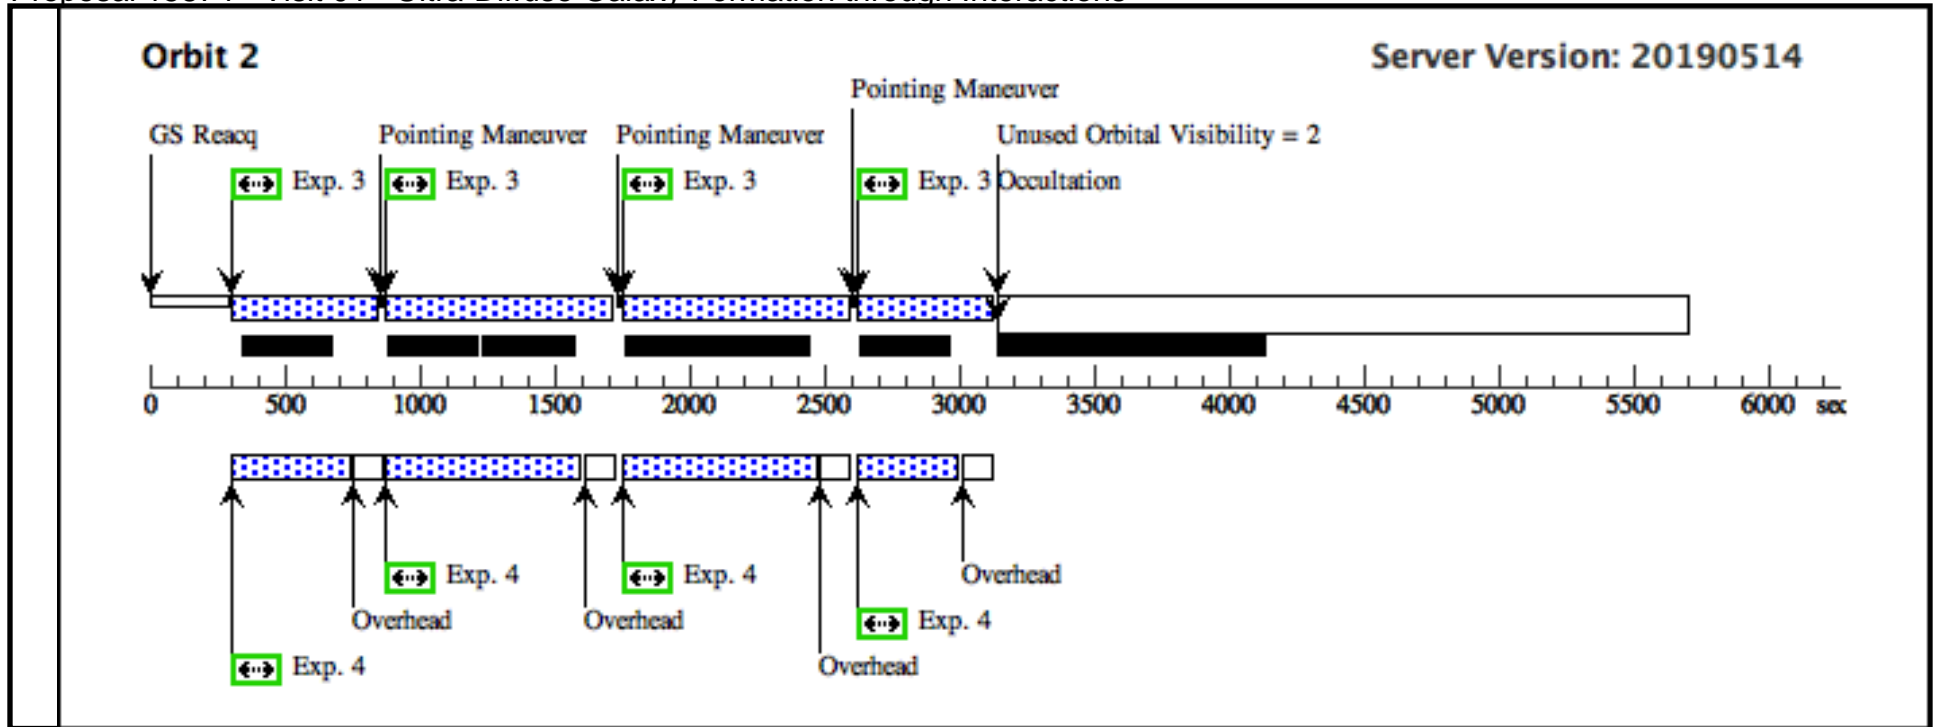 Orbit 2
Server Version: 20190514
Pointing Maneuver
GS Reacq
Pointing Maneuver
Pointing Maneuver
Unused Orbital Visibility = 2
Exp. 3
Exp. 3
Exp. 3
Exp. 3
Occultation
0
500
1000
1500
2000
2500
3000
3500
4000
4500
5000
5500
6000
sec
Exp. 4
Exp. 4
Overhead
Overhead
Overhead
Exp. 4
Exp. 4
Overhead